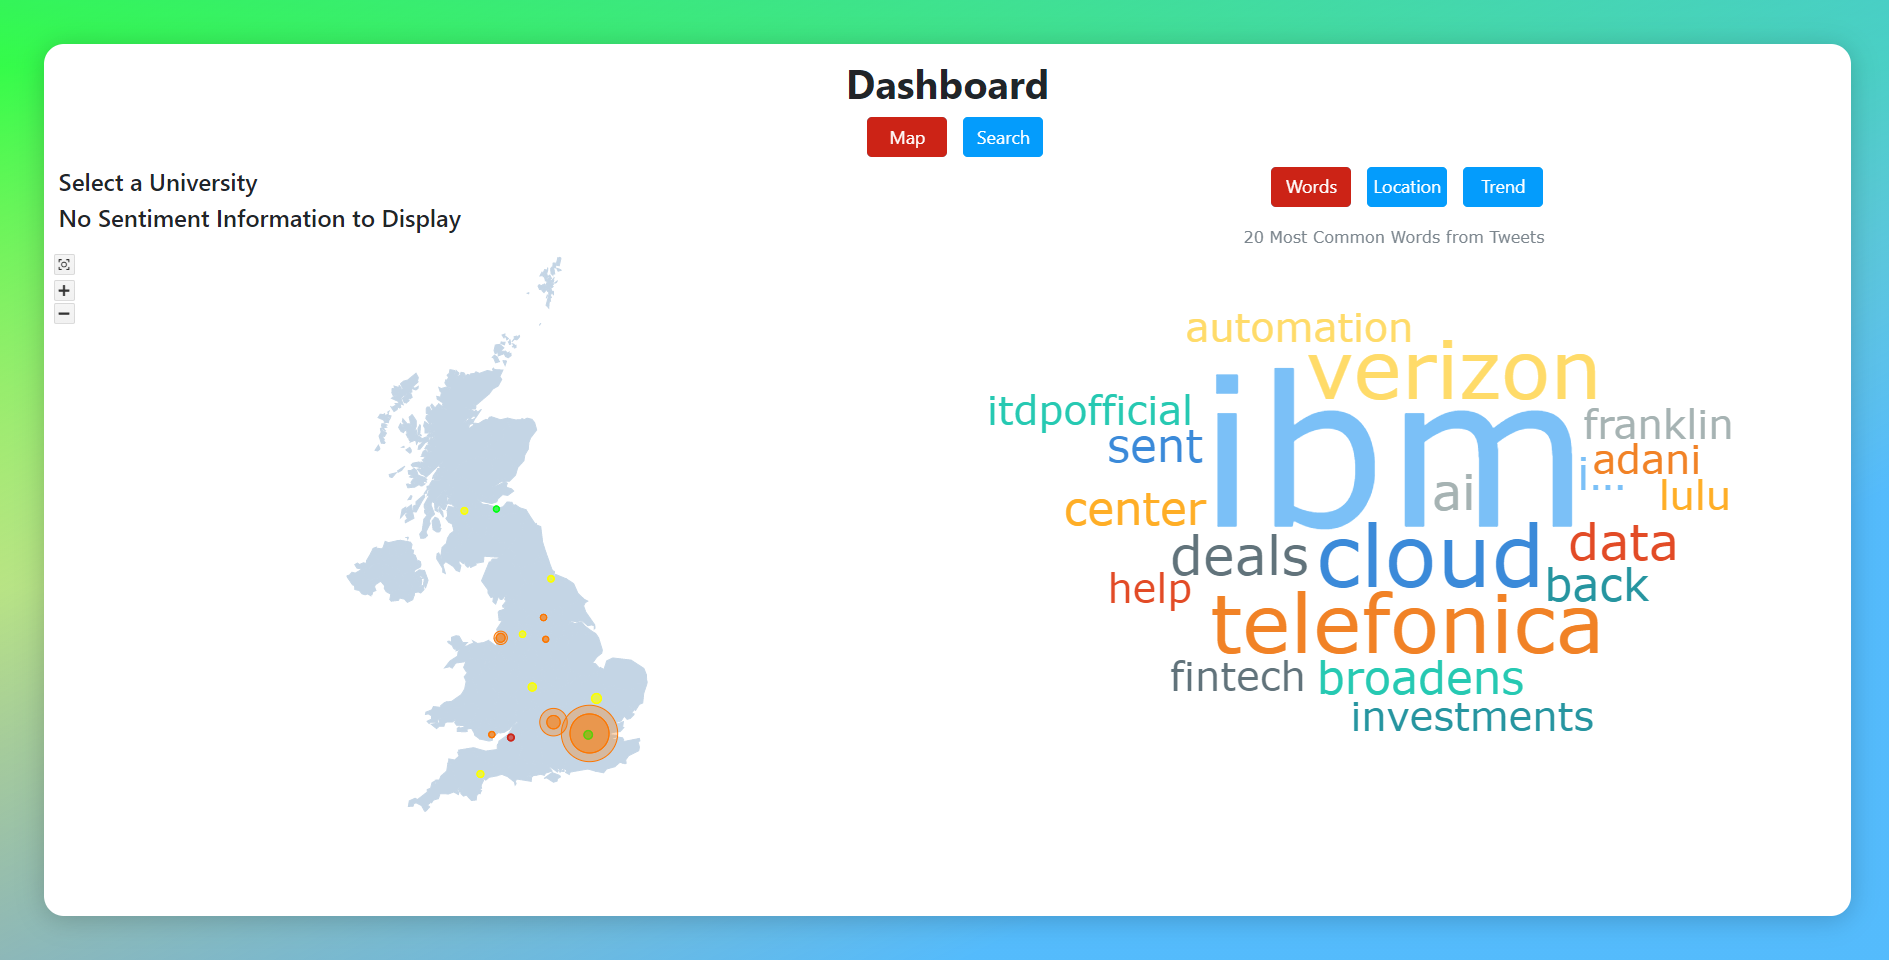 Dashboard
Map Search
Select a University
No Sentiment Information to Display
+
−
Words Location Trend
20 Most Common Words from Tweets
automation
verizon
ibm
itdpofficial
sent
franklin
adani
i...
ai
lulu
center
deals
cloud
data
help
back
telefonica
fintech
broadens
investments